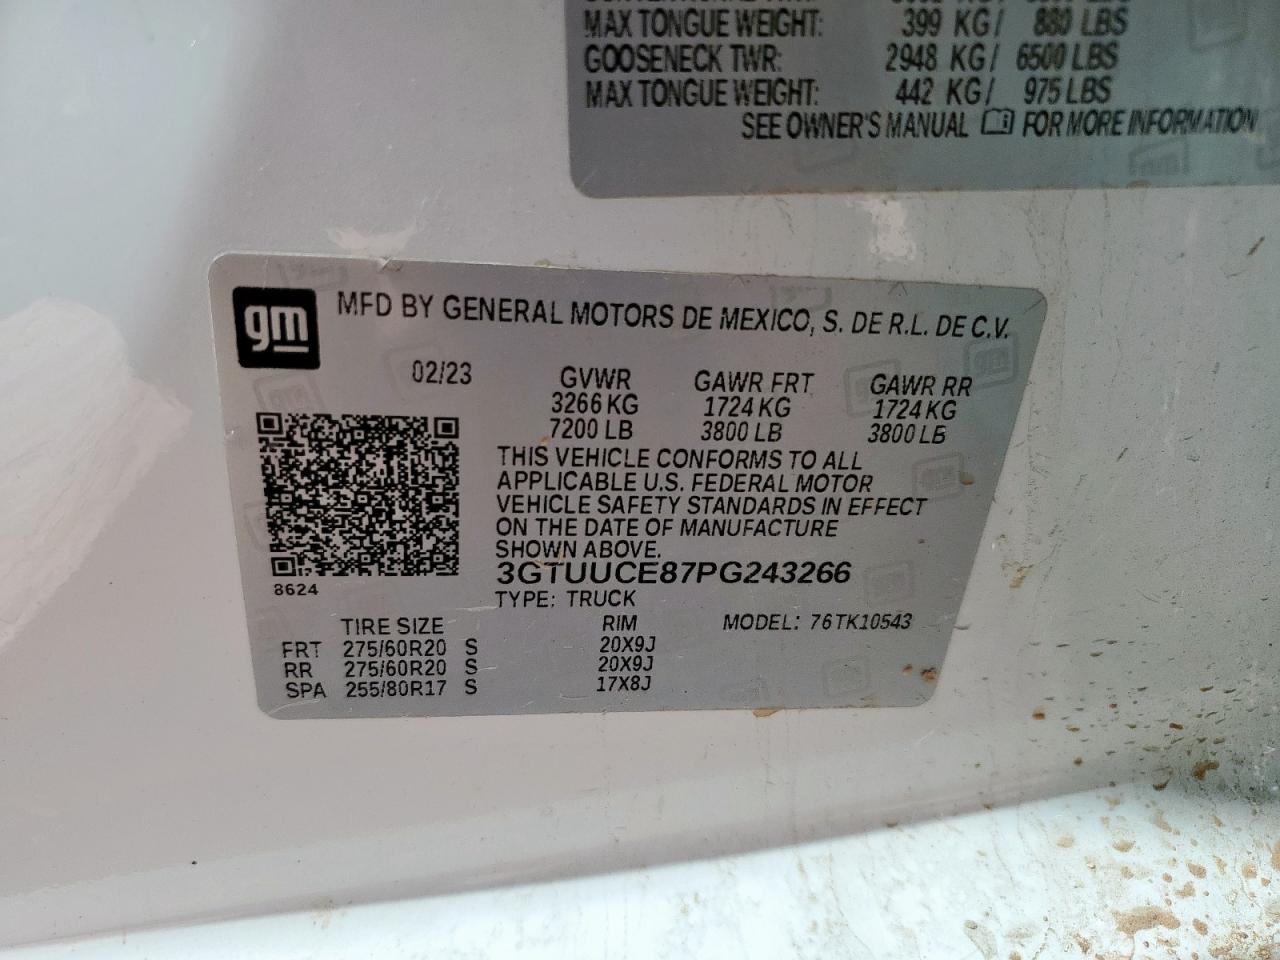 MAX TONGUE WEIGHT: 399 KG/ 880 LBS
GOOSENECK TWR: 2948 KG/ 6500 LBS
MAX TONGUE WEIGHT: 442 KG/ 975 LBS
SEE OWNER'S MANUAL FOR MORE INFORMATION
gm
MFD BY GENERAL MOTORS DE MEXICO, S. DE R.L. DE C.V.
02/23 GVWR GAWR FRT GAWR RR
3266 KG 1724 KG 1724 KG
7200 LB 3800 LB 3800 LB
THIS VEHICLE CONFORMS TO ALL
APPLICABLE U.S. FEDERAL MOTOR
VEHICLE SAFETY STANDARDS IN EFFECT
ON THE DATE OF MANUFACTURE
SHOWN ABOVE.
3GTUUCE87PG243266
8624
TYPE: TRUCK
TIRE SIZE RIM MODEL: 76TK10543
FRT 275/60R20 S 20X9J
RR 275/60R20 S 20X9J
SPA 255/80R17 S 17X8J